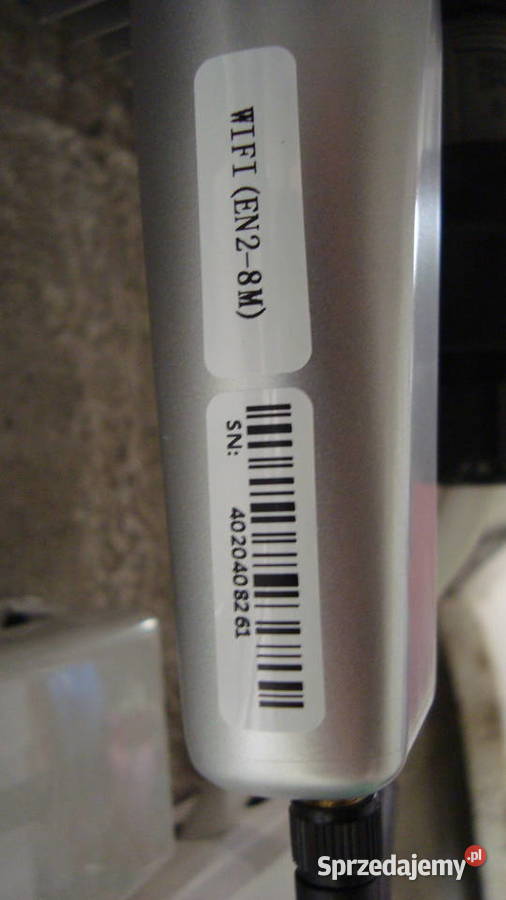 WIFI(EN2-8M)
SN: 4020408261
Sprzedajemy.pl